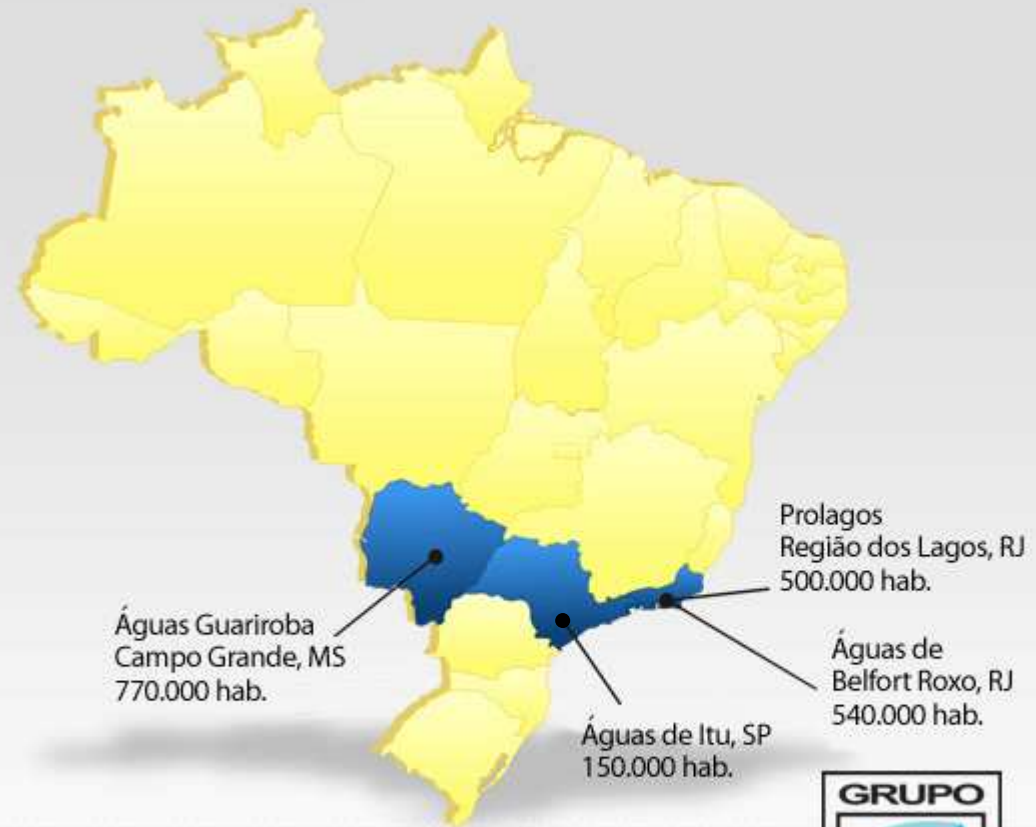 Prolagos
Região dos Lagos, RJ
500.000 hab.
Águas Guariroba
Campo Grande, MS
770.000 hab.
Águas de
Belfort Roxo, RJ
540.000 hab.
Águas de Itu, SP
150.000 hab.
GRUPO